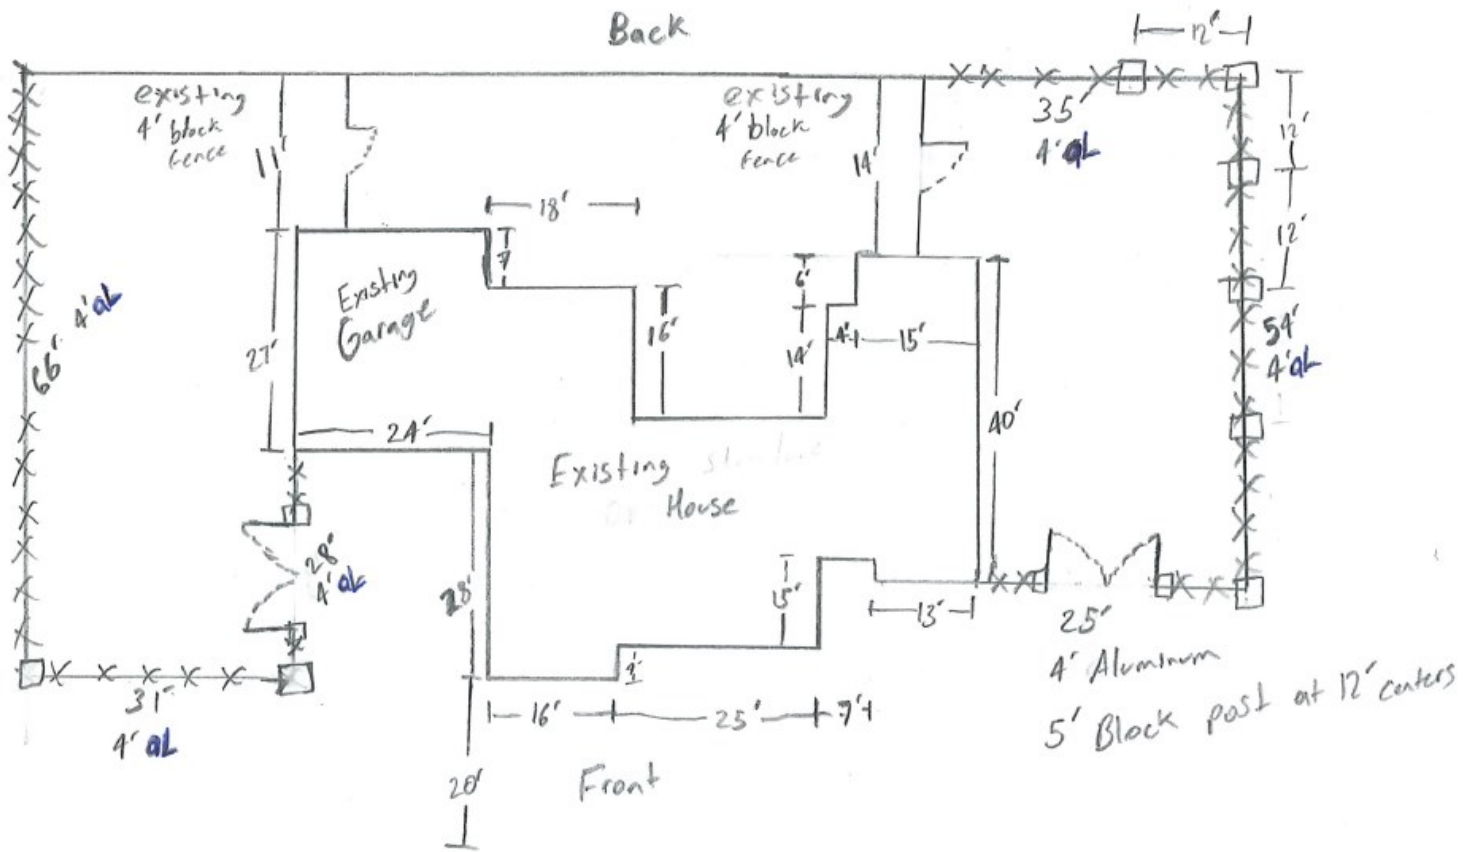 Back
12'
existing
4' block
fence
11'
existing
4' block
fence
14'
35'
4' aL
12'
12'
18'
7
Existing
Garage
27'
16'
6'
14'
4'
15'
40'
4' aL
66'
54'
4' aL
24'
Existing
House
28'
4' aL
28'
15'
13'
25'
4' Aluminum
5' Block post at 12' centers
31'
4' aL
16'
25'
7'
20'
Front